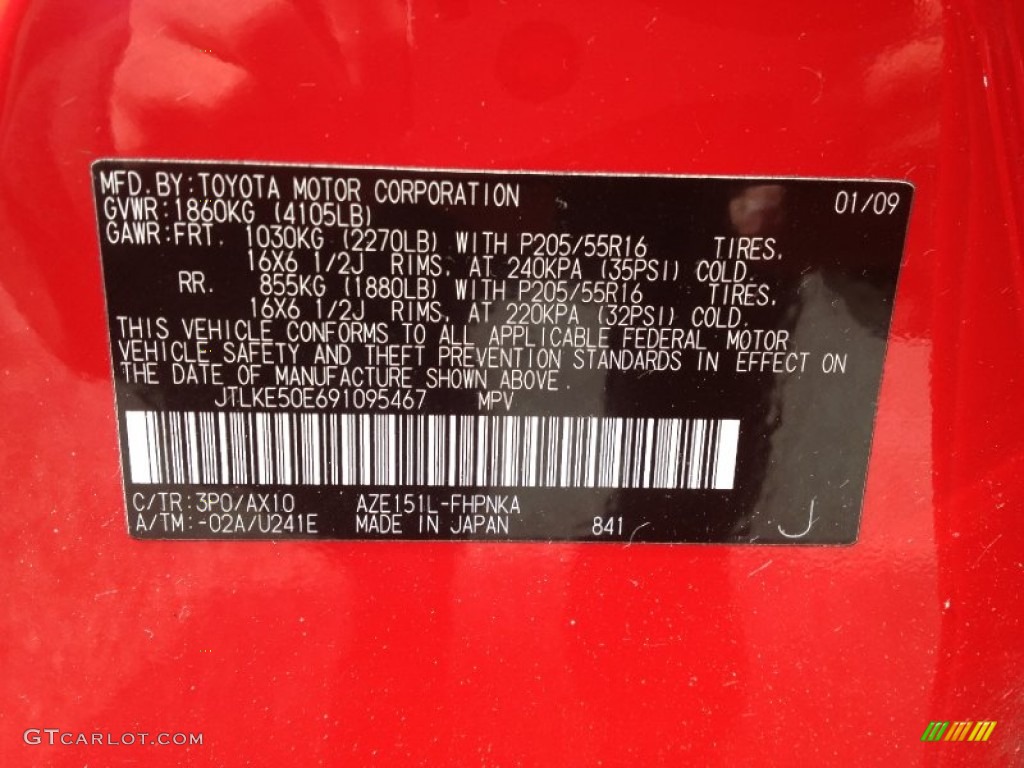 MFD.BY:TOYOTA MOTOR CORPORATION 01/09
GVWR:1860KG (4105LB)
GAWR:FRT. 1030KG (2270LB) WITH P205/55R16 TIRES.
16X6 1/2J RIMS. AT 240KPA (35PSI) COLD.
RR. 855KG (1880LB) WITH P205/55R16 TIRES.
16X6 1/2J RIMS. AT 220KPA (32PSI) COLD.
THIS VEHICLE CONFORMS TO ALL APPLICABLE FEDERAL MOTOR
VEHICLE SAFETY AND THEFT PREVENTION STANDARDS IN EFFECT ON
THE DATE OF MANUFACTURE SHOWN ABOVE.
JTLKE50E691095467 MPV
C/TR:3P0/AX10 AZE151L-FHPNKA
A/TM:-02A/U241E MADE IN JAPAN 841 J
GTCARLOT.COM